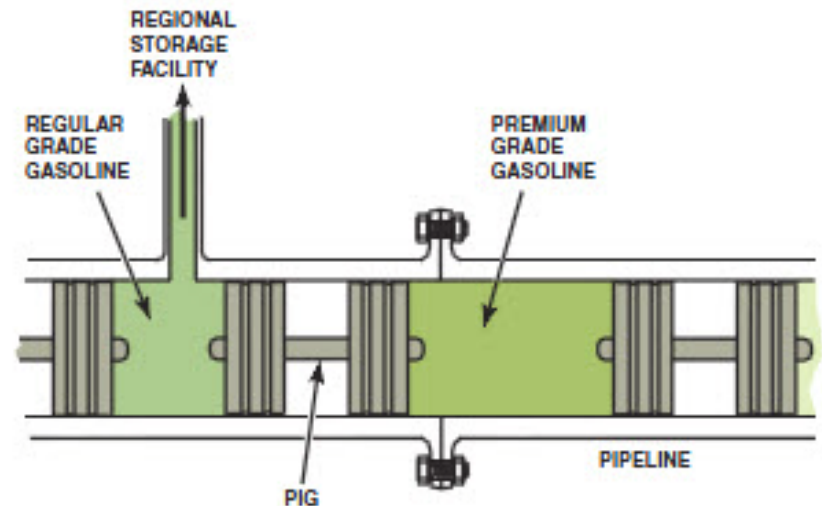 REGIONAL
STORAGE
FACILITY
REGULAR
GRADE
GASOLINE
PREMIUM
GRADE
GASOLINE
PIPELINE
PIG